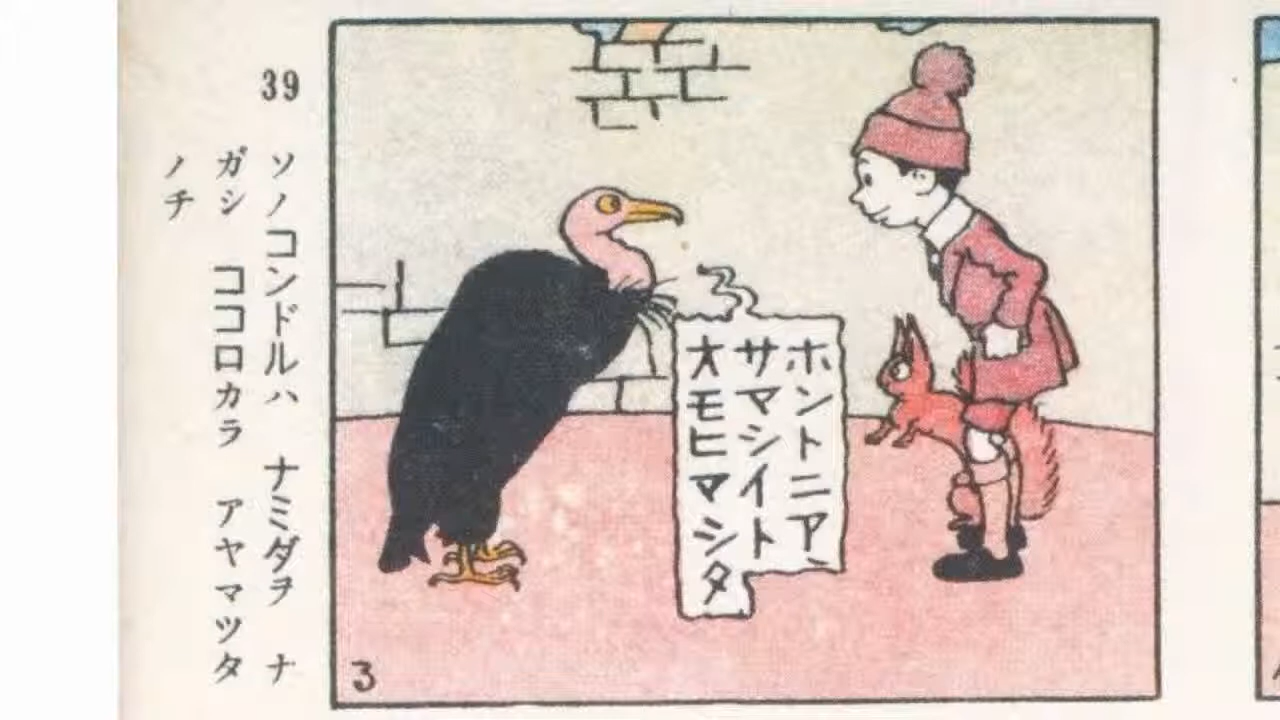 39
ソノコンドルハ ナミダヲ ナ
ガシ ココロカラ アヤマツタ
ノチ
ホントニア、
サマシイト
大モヒマシタ
3